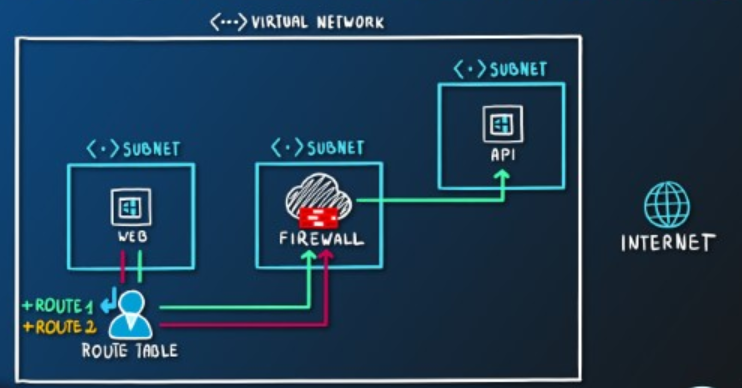 <···> VIRTUAL NETWORK
<·> SUBNET
API
<·> SUBNET
WEB
<·> SUBNET
FIREWALL
INTERNET
+ROUTE 1
+ROUTE 2
ROUTE TABLE